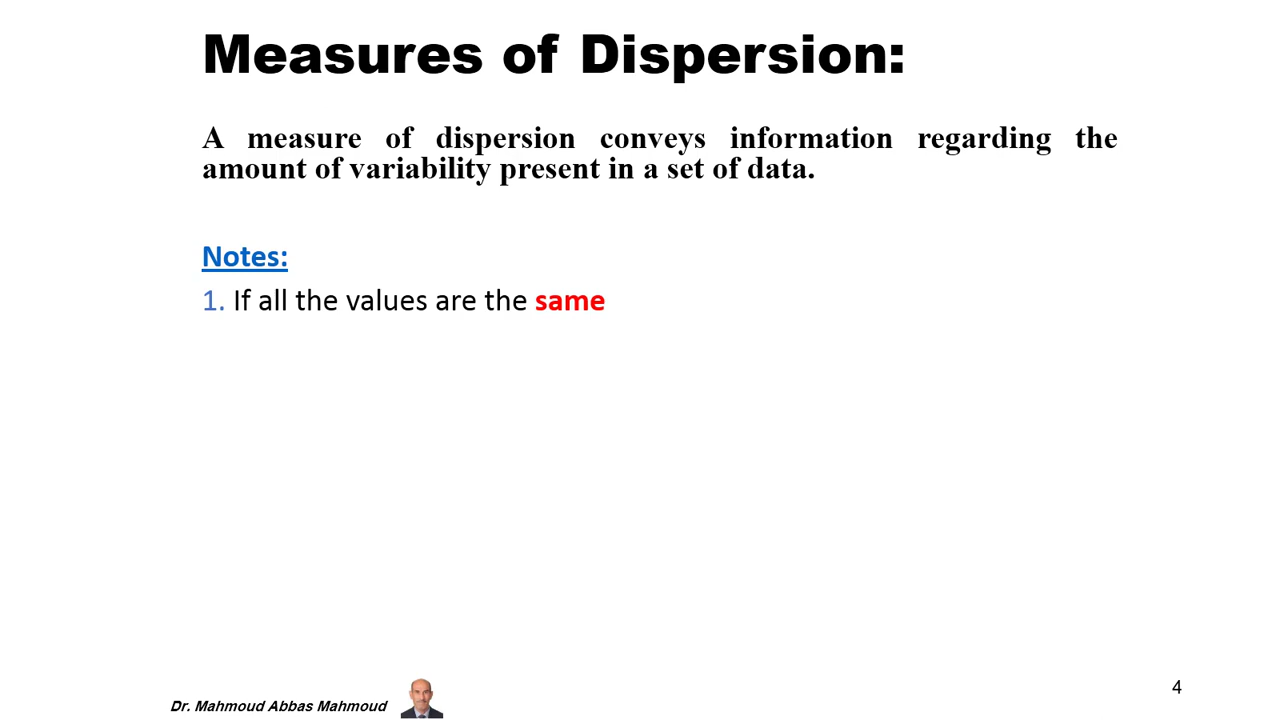 Measures of Dispersion:
A measure of dispersion conveys information regarding the
amount of variability present in a set of data.
Notes:
1. If all the values are the same
Dr. Mahmoud Abbas Mahmoud
4